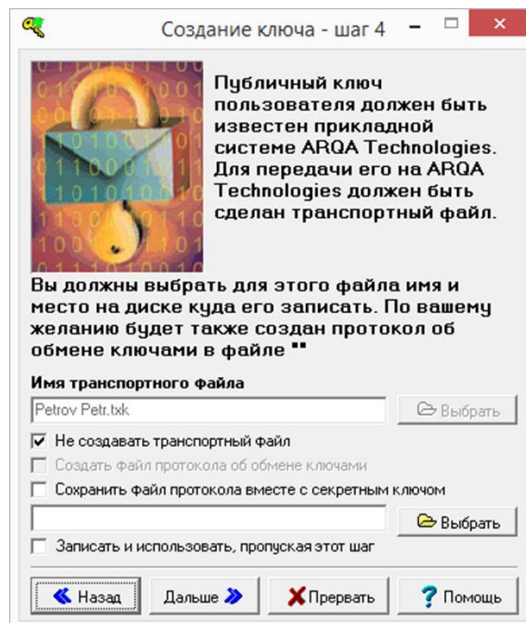 Создание ключа - шаг 4
Публичный ключ
пользователя должен быть
известен прикладной
системе ARQA Technologies.
Для передачи его на ARQA
Technologies должен быть
сделан транспортный файл.
Вы должны выбрать для этого файла имя и
место на диске куда его записать. По вашему
желанию будет также создан протокол об
обмене ключами в файле ""
Имя транспортного файла
Petrov Petr.txk
Выбрать
Не создавать транспортный файл
Создать файл протокола об обмене ключами
Сохранить файл протокола вместе с секретным ключом
Выбрать
Записать и использовать, пропуская этот шаг
Назад
Дальше
Прервать
Помощь